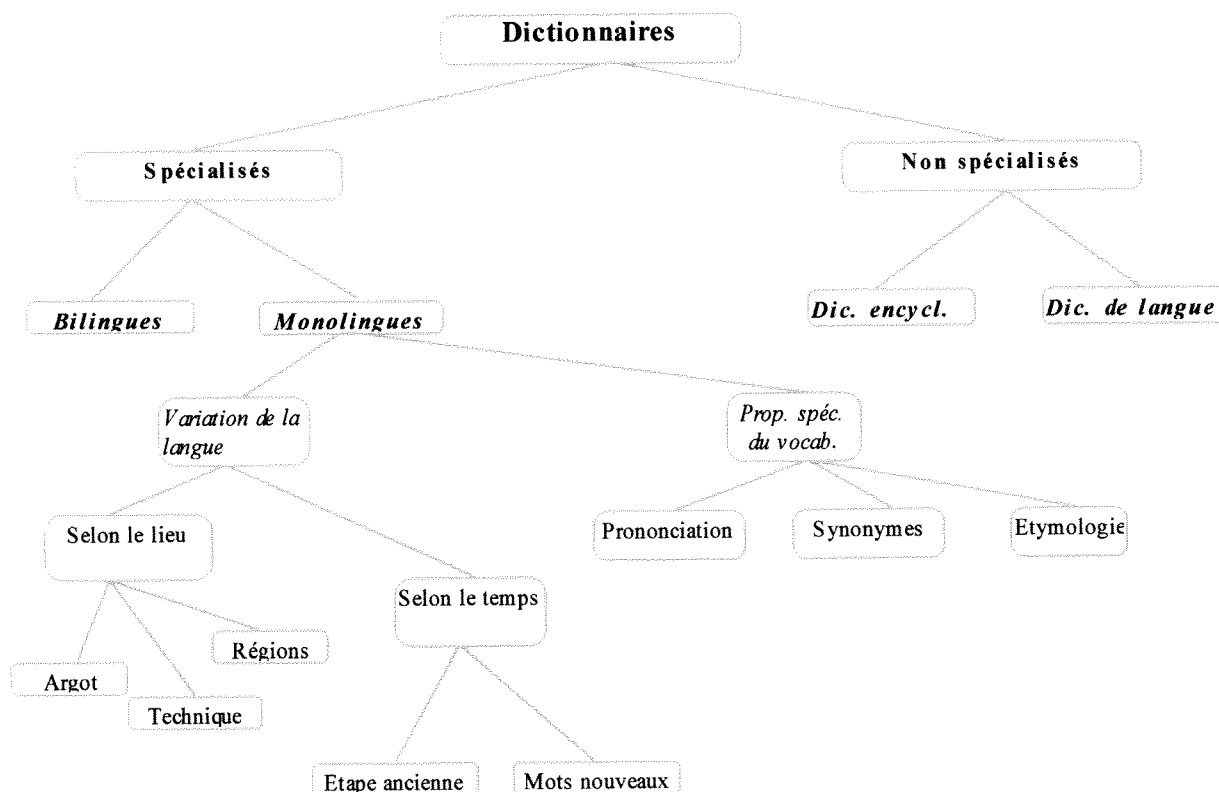 Dictionnaires
Spécialisés
Non spécialisés
Bilingues
Monolingues
Dic. encycl.
Dic. de langue
Variation de la
langue
Prop. spéc.
du vocab.
Selon le lieu
Prononciation
Synonymes
Etymologie
Selon le temps
Régions
Argot
Technique
Etape ancienne
Mots nouveaux